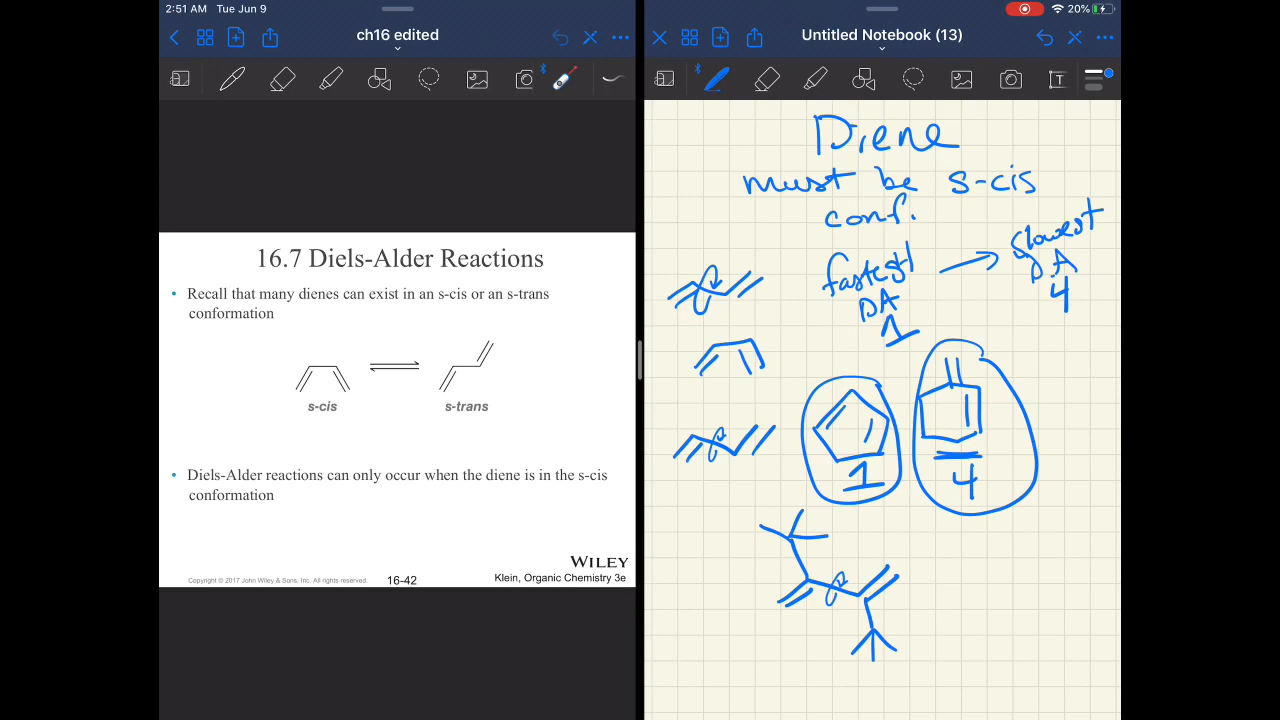 2:51 AM Tue Jun 9
20%
ch16 edited
Untitled Notebook (13)
16.7 Diels-Alder Reactions
• Recall that many dienes can exist in an s-cis or an s-trans
conformation
s-cis
s-trans
• Diels-Alder reactions can only occur when the diene is in the s-cis
conformation
WILEY
Copyright © 2017 John Wiley & Sons, Inc. All rights reserved.
16-42
Klein, Organic Chemistry 3e
Diene
must be s-cis
conf.
fastest
DA
1
→ slowest
DA
4
1
4